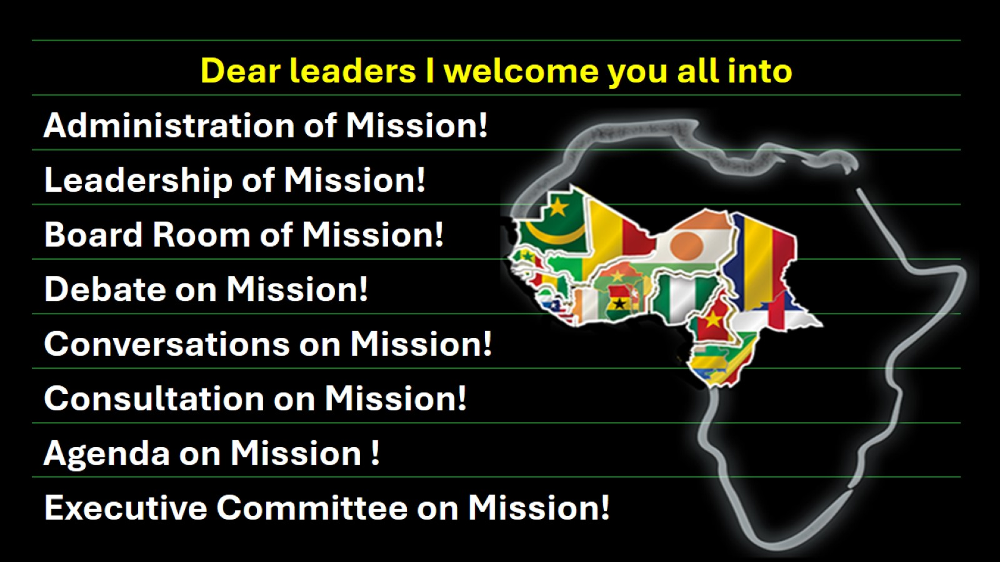 Dear leaders I welcome you all into
Administration of Mission!
Leadership of Mission!
Board Room of Mission!
Debate on Mission!
Conversations on Mission!
Consultation on Mission!
Agenda on Mission !
Executive Committee on Mission!